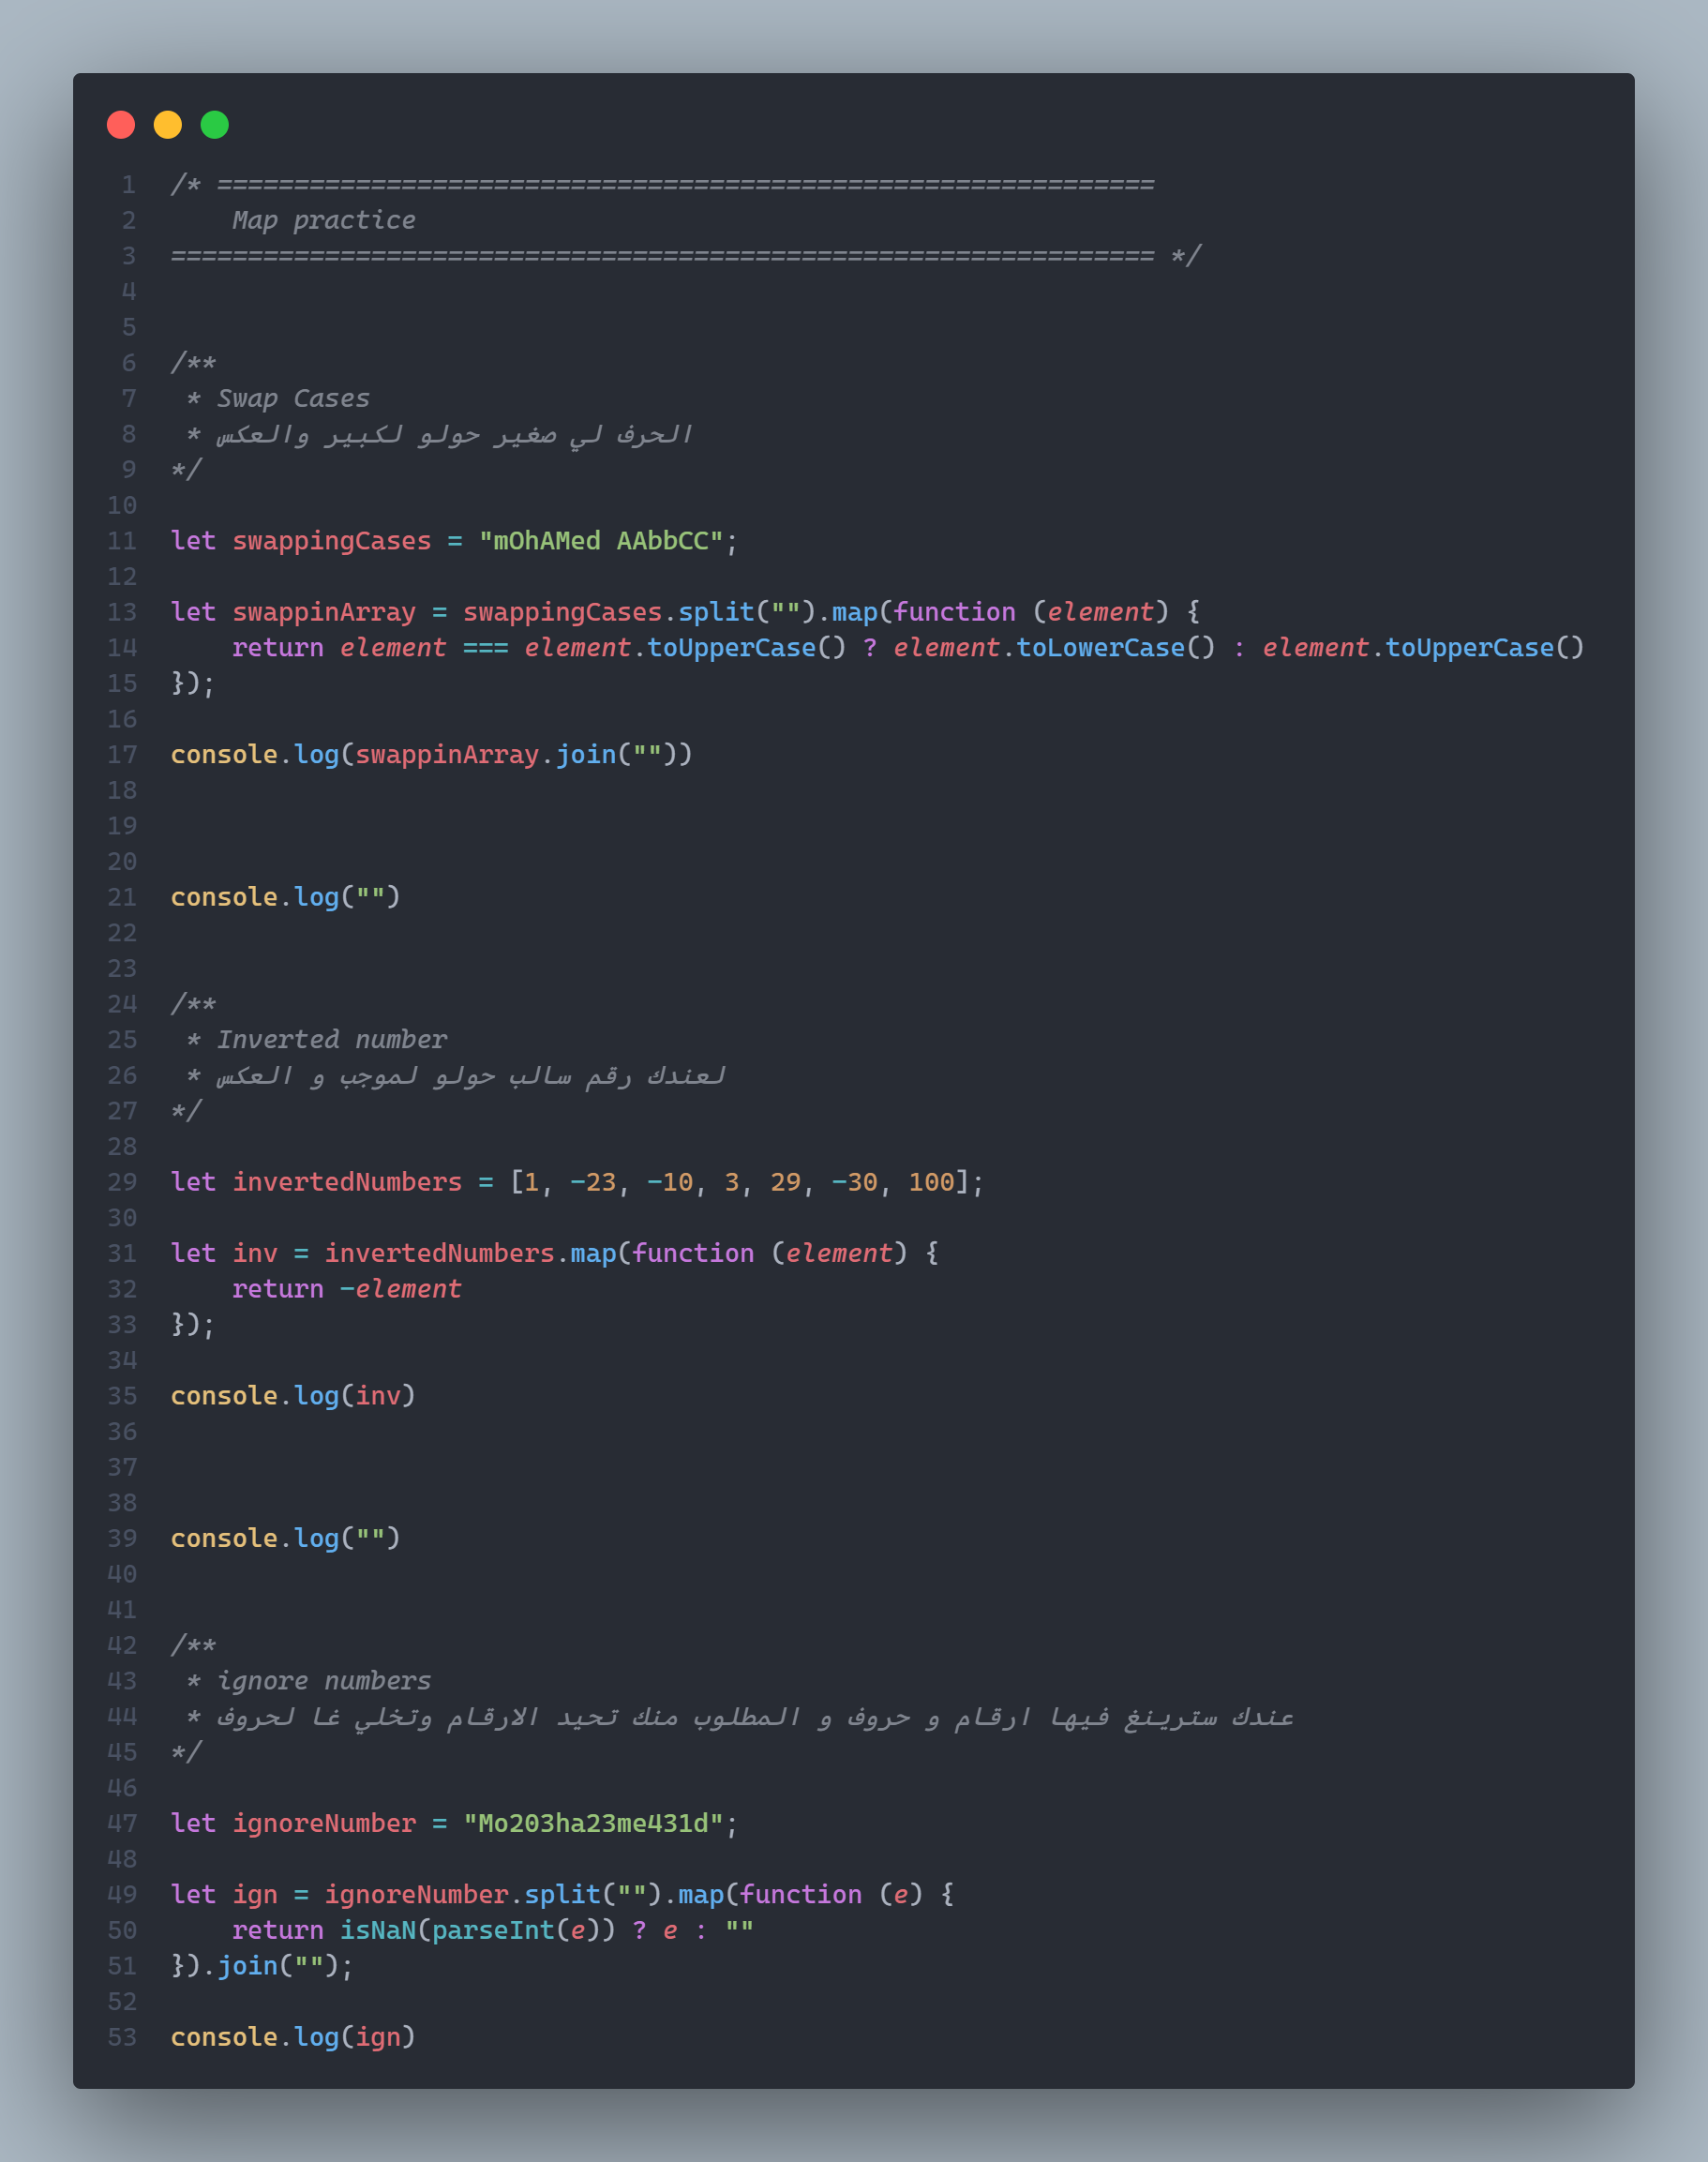 1 /* =============================================================
2     Map practice
3 ================================================================ */
4
5
6 /**
7  * Swap Cases
8  * الحرف لي صغير حولو لكبير والعكس
9 */
10
11 let swappingCases = "mOhAMed AAbbCC";
12
13 let swappinArray = swappingCases.split("").map(function (element) {
14     return element === element.toUpperCase() ? element.toLowerCase() : element.toUpperCase()
15 });
16
17 console.log(swappinArray.join(""))
18
19
20
21 console.log("")
22
23
24 /**
25  * Inverted number
26  * لعندك رقم سالب حولو لموجب و العكس
27 */
28
29 let invertedNumbers = [1, -23, -10, 3, 29, -30, 100];
30
31 let inv = invertedNumbers.map(function (element) {
32     return -element
33 });
34
35 console.log(inv)
36
37
38
39 console.log("")
40
41
42 /**
43  * ignore numbers
44  * عندك سترينغ فيها ارقام و حروف و المطلوب منك تحيد الارقام وتخلي غا لحروف
45 */
46
47 let ignoreNumber = "Mo203ha23me431d";
48
49 let ign = ignoreNumber.split("").map(function (e) {
50     return isNaN(parseInt(e)) ? e : ""
51 }).join("");
52
53 console.log(ign)